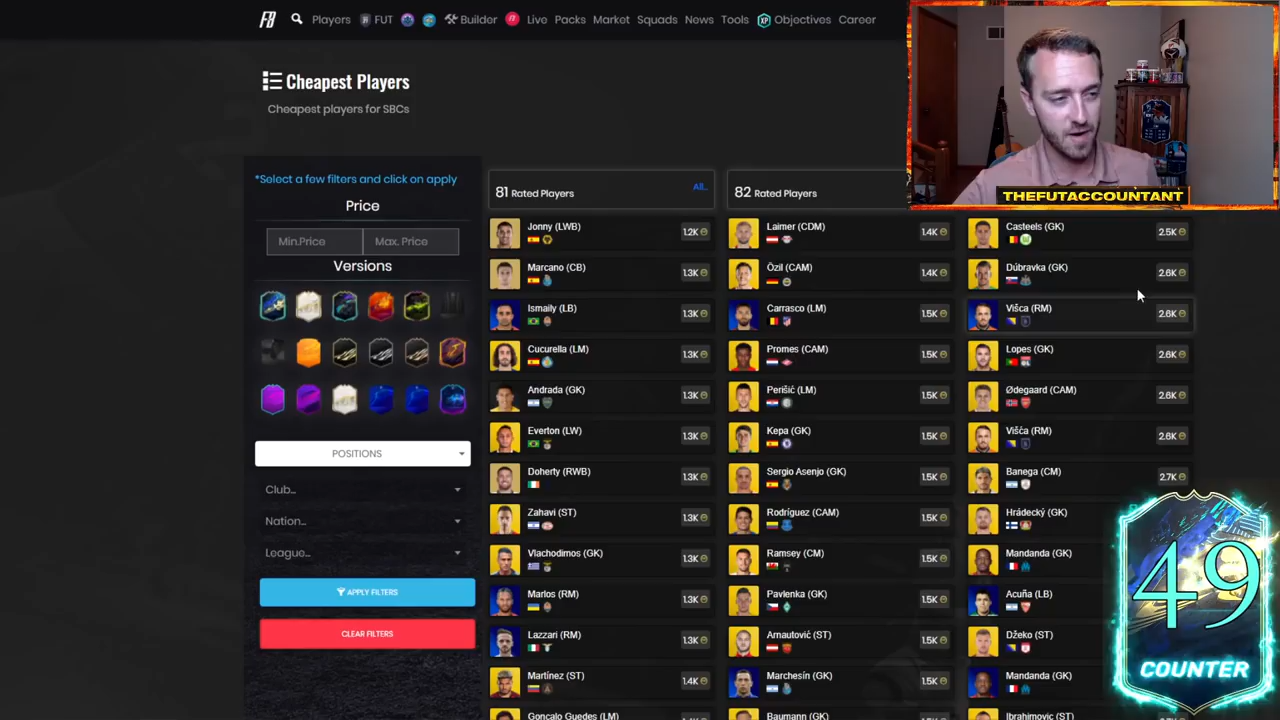 Players FUT Builder Live Packs Market Squads News Tools XP Objectives Career
Cheapest Players
Cheapest players for SBCs
THEFUTACCOUNTANT
*Select a few filters and click on apply
Price
Min.Price
Max. Price
Versions
POSITIONS
Club...
Nation...
League...
APPLY FILTERS
CLEAR FILTERS
81 Rated Players
All..
Jonny (LWB) 1.2K
Marcano (CB) 1.3K
Ismaily (LB) 1.3K
Cucurella (LM) 1.3K
Andrada (GK) 1.3K
Everton (LW) 1.3K
Doherty (RWB) 1.3K
Zahavi (ST) 1.3K
Vlachodimos (GK) 1.3K
Marlos (RM) 1.3K
Lazzari (RM) 1.3K
Martínez (ST) 1.4K
Gonçalo Guedes (LM)
82 Rated Players
Laimer (CDM) 1.4K
Özil (CAM) 1.4K
Carrasco (LM) 1.5K
Promes (CAM) 1.5K
Perišić (LM) 1.5K
Kepa (GK) 1.5K
Sergio Asenjo (GK) 1.5K
Rodríguez (CAM) 1.5K
Ramsey (CM) 1.5K
Pavlenka (GK) 1.5K
Arnautović (ST) 1.5K
Marchesín (GK) 1.5K
Baumann (GK)
Casteels (GK) 2.5K
Dúbravka (GK) 2.6K
Višca (RM) 2.6K
Lopes (GK) 2.6K
Ødegaard (CAM) 2.6K
Višća (RM) 2.6K
Banega (CM) 2.7K
Hrádecký (GK)
Mandanda (GK)
Acuña (LB)
Džeko (ST)
Mandanda (GK)
Ibrahimović (ST)
49
COUNTER